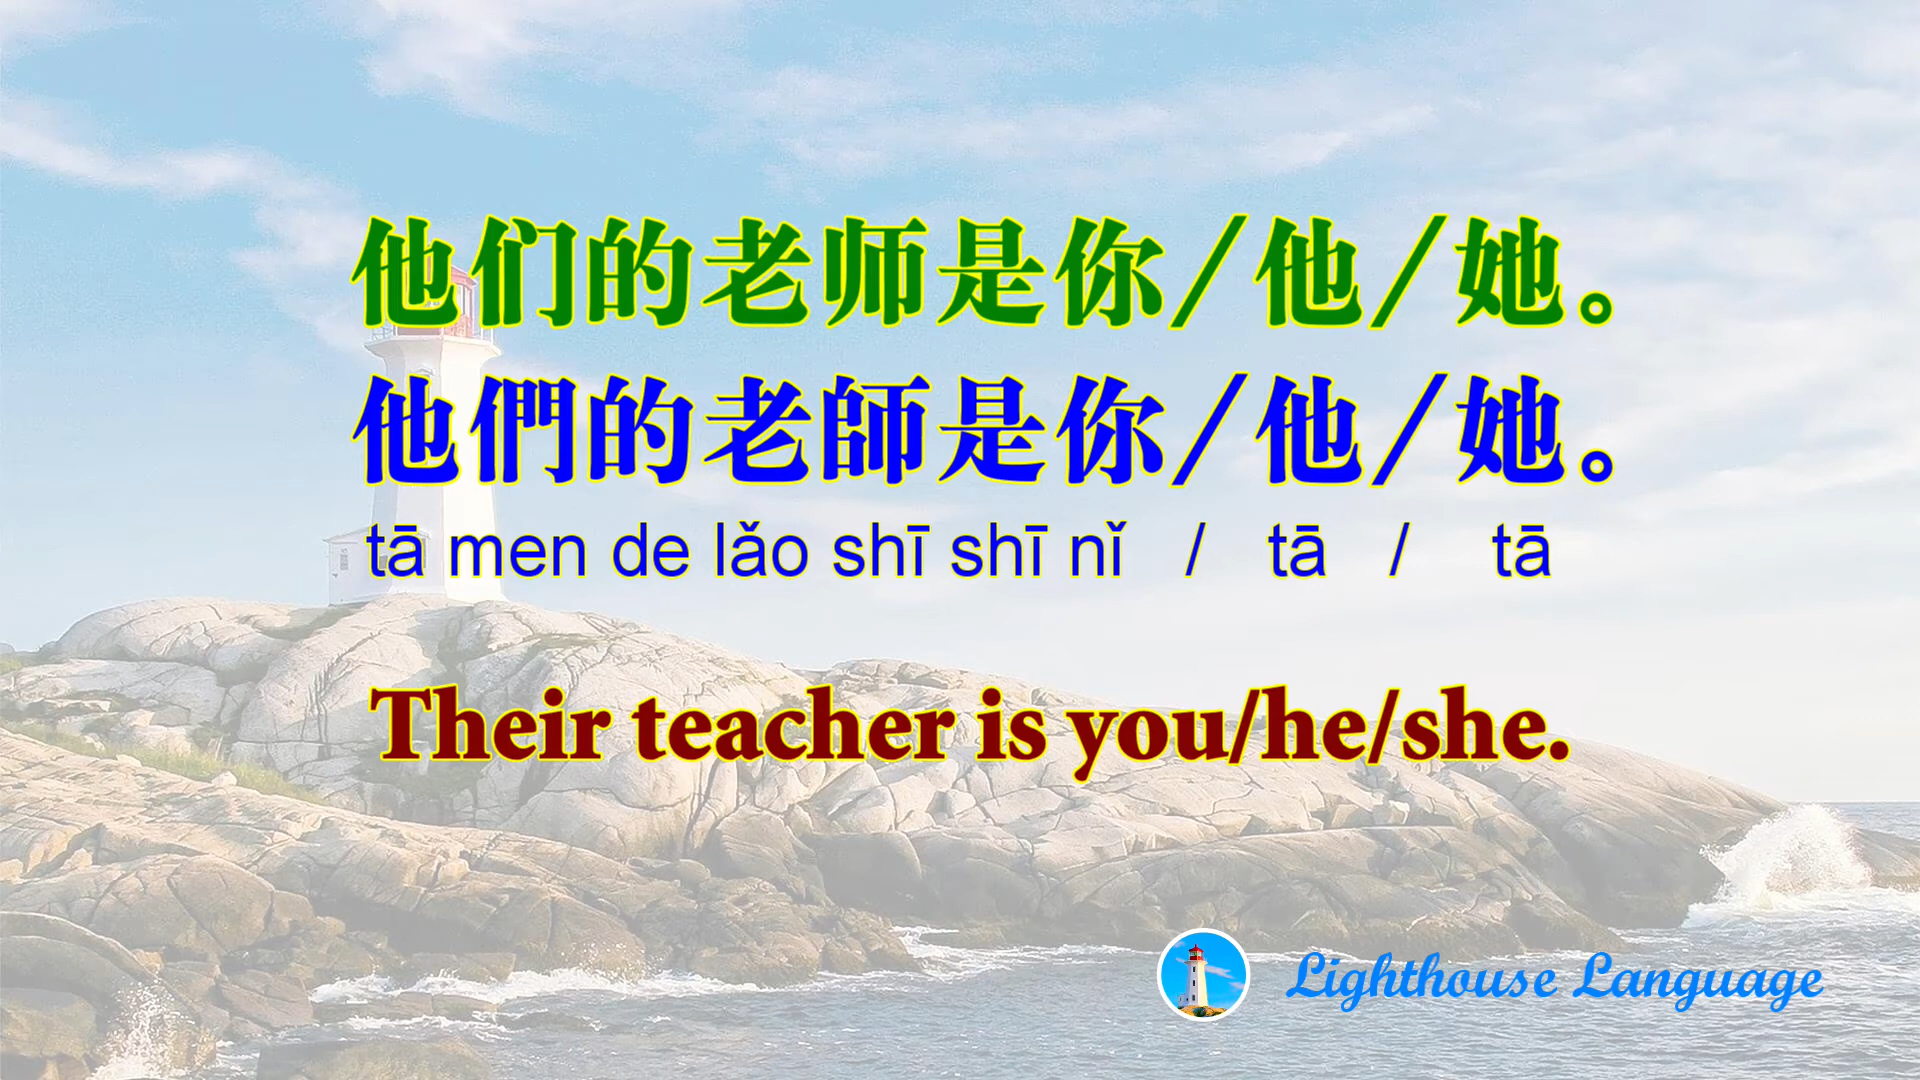 他们的老师是你/他/她。
他們的老師是你/他/她。
tā men de lǎo shī shī nǐ / tā / tā
Their teacher is you/he/she.
Lighthouse Language